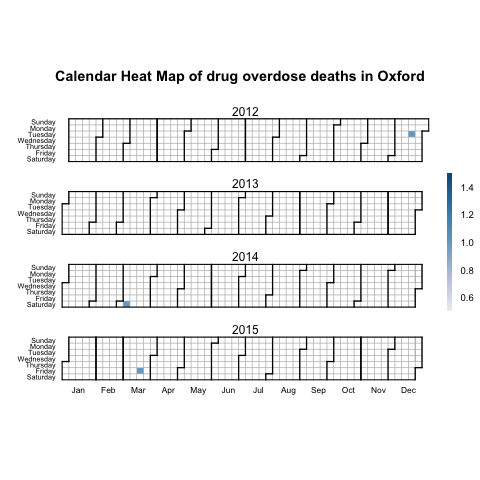 Calendar Heat Map of drug overdose deaths in Oxford
2012
Sunday
Monday
Tuesday
Wednesday
Thursday
Friday
Saturday
2013
Sunday
Monday
Tuesday
Wednesday
Thursday
Friday
Saturday
2014
Sunday
Monday
Tuesday
Wednesday
Thursday
Friday
Saturday
2015
Sunday
Monday
Tuesday
Wednesday
Thursday
Friday
Saturday
Jan Feb Mar Apr May Jun Jul Aug Sep Oct Nov Dec
1.4
1.2
1.0
0.8
0.6